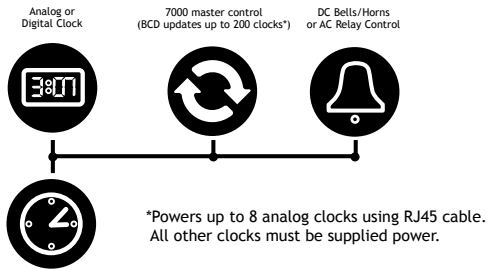 Analog or
Digital Clock
7000 master control
(BCD updates up to 200 clocks*)
DC Bells/Horns
or AC Relay Control
3:07
*Powers up to 8 analog clocks using RJ45 cable.
All other clocks must be supplied power.